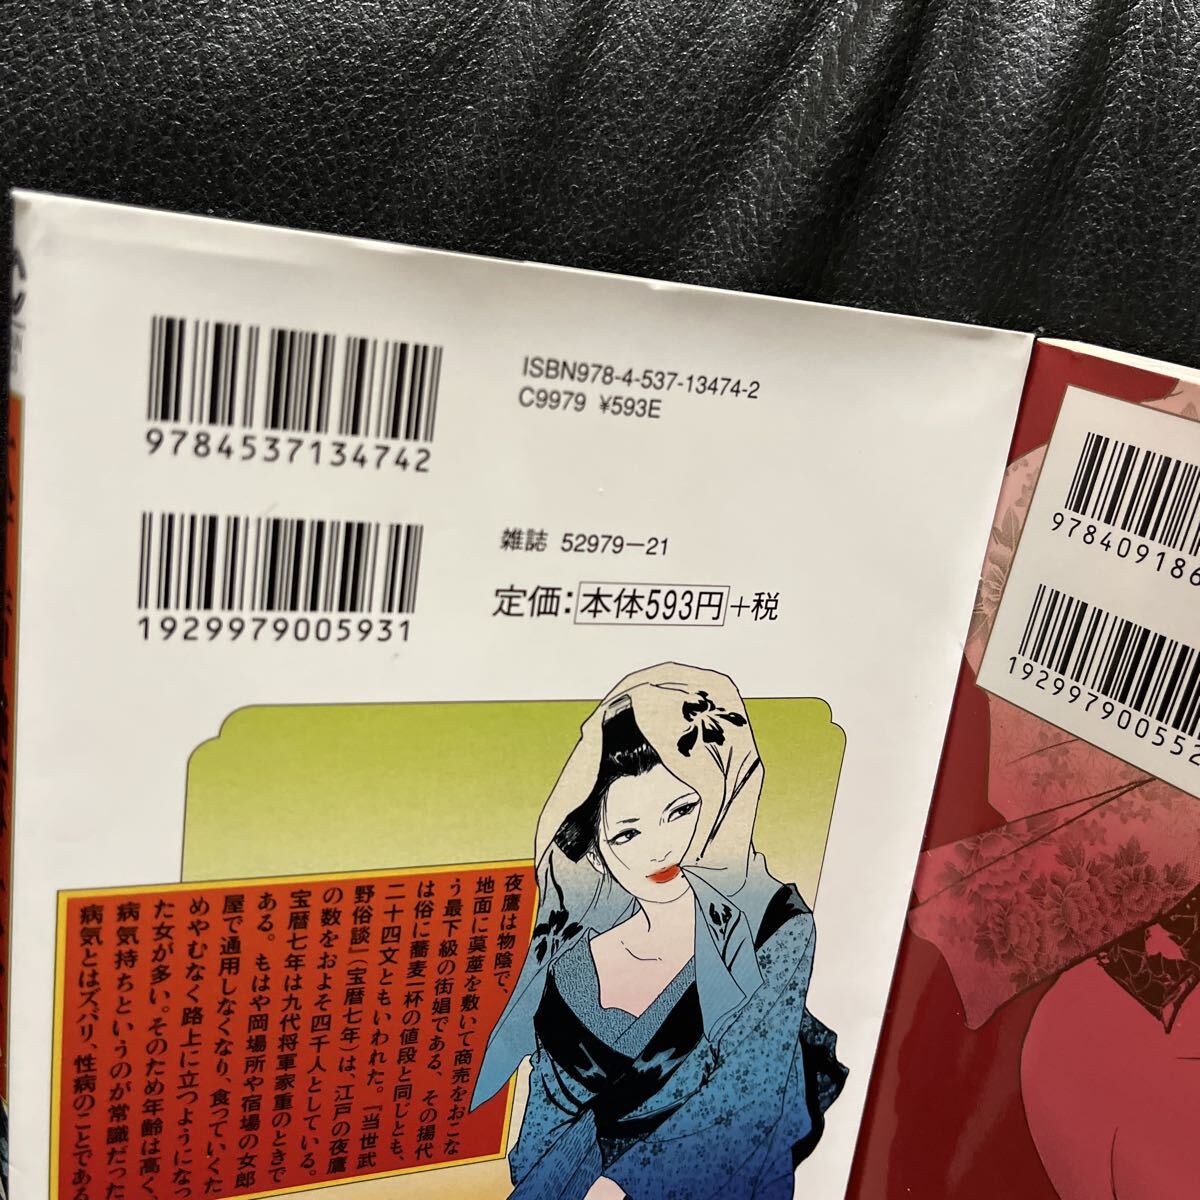 9784537134742
ISBN978-4-537-13474-2
C9979 ¥593E
1929979005931
雑誌 52979−21
定価:本体593円+税
夜鷹は物陰で、
地面に茣蓙を敷いて商売をおこな
う最下級の街娼である、その揚代
は俗に蕎麦一杯の値段と同じとも、
二十四文ともいわれた。『当世武
野俗談』(宝暦七年)は、江戸の夜鷹
の数をおよそ四千人としている。
宝暦七年は九代将軍家重のときで
ある。もはや岡場所や宿場の女郎
屋で通用しなくなり、食っていくた
めやむなく路上に立つようになっ
た女が多い。そのため年齢は高く、
病気持ちというのが常識だった
病気とはズバリ、性病のことである
978409186
192997900552